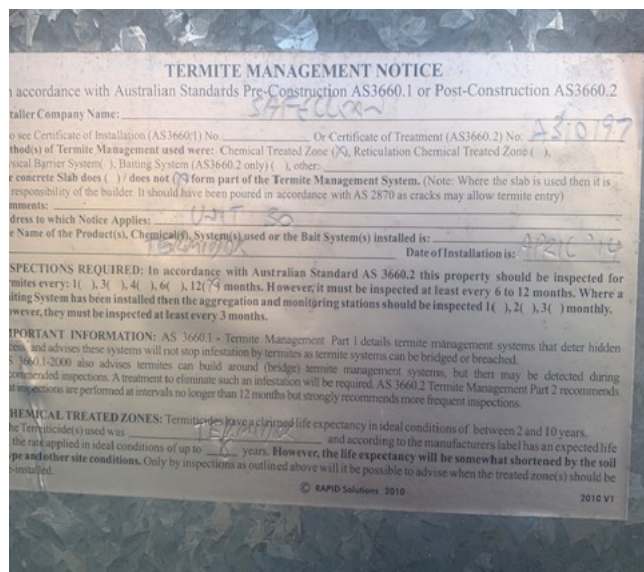 TERMITE MANAGEMENT NOTICE
accordance with Australian Standards Pre-Construction AS3660.1 or Post-Construction AS3660.2
taller Company Name:
o see Certificate of Installation (AS3660:1) No. Or Certificate of Treatment (AS3660.2) No:
thod(s) of Termite Management used were: Chemical Treated Zone (X), Reticulation Chemical Treated Zone ( ),
ysical Barrier System( ), Baiting System (AS3660.2 only) ( ), other:
e concrete Slab does ( ) / does not (X) form part of the Termite Management System. (Note: Where the slab is used then it is
responsibility of the builder. It should have been poured in accordance with AS 2870 as cracks may allow termite entry)
mments:
dress to which Notice Applies: UNIT 30
e Name of the Product(s), Chemical(s), System(s) used or the Bait System(s) installed is:
TERMIDOR Date of Installation is: APRIL '14
SPECTIONS REQUIRED: In accordance with Australian Standard AS 3660.2 this property should be inspected for
rmites every: 1( ), 3( ), 4( ), 6( ), 12(X) months. However, it must be inspected at least every 6 to 12 months. Where a
iting System has been installed then the aggregation and monitoring stations should be inspected 1( ), 2( ), 3( ) monthly.
owever, they must be inspected at least every 3 months.
PORTANT INFORMATION: AS 3660.1 - Termite Management Part 1 details termite management systems that deter hidden
cess and advises these systems will not stop infestation by termites as termite systems can be bridged or breached.
S 3660.1-2000 also advises termites can build around (bridge) termite management systems, but then may be detected during
commended inspections. A treatment to eliminate such an infestation will be required. AS 3660.2 Termite Management Part 2 recommends
t inspections are performed at intervals no longer than 12 months but strongly recommends more frequent inspections.
HEMICAL TREATED ZONES: Termiticides have a claimed life expectancy in ideal conditions of between 2 and 10 years.
he Termiticide(s) used was TERMIDOR and according to the manufacturers label has an expected life
the rate applied in ideal conditions of up to years. However, the life expectancy will be somewhat shortened by the soil
pe and other site conditions. Only by inspections as outlined above will it be possible to advise when the treated zone(s) should be
-installed.
© RAPID Solutions 2010
2010 V1